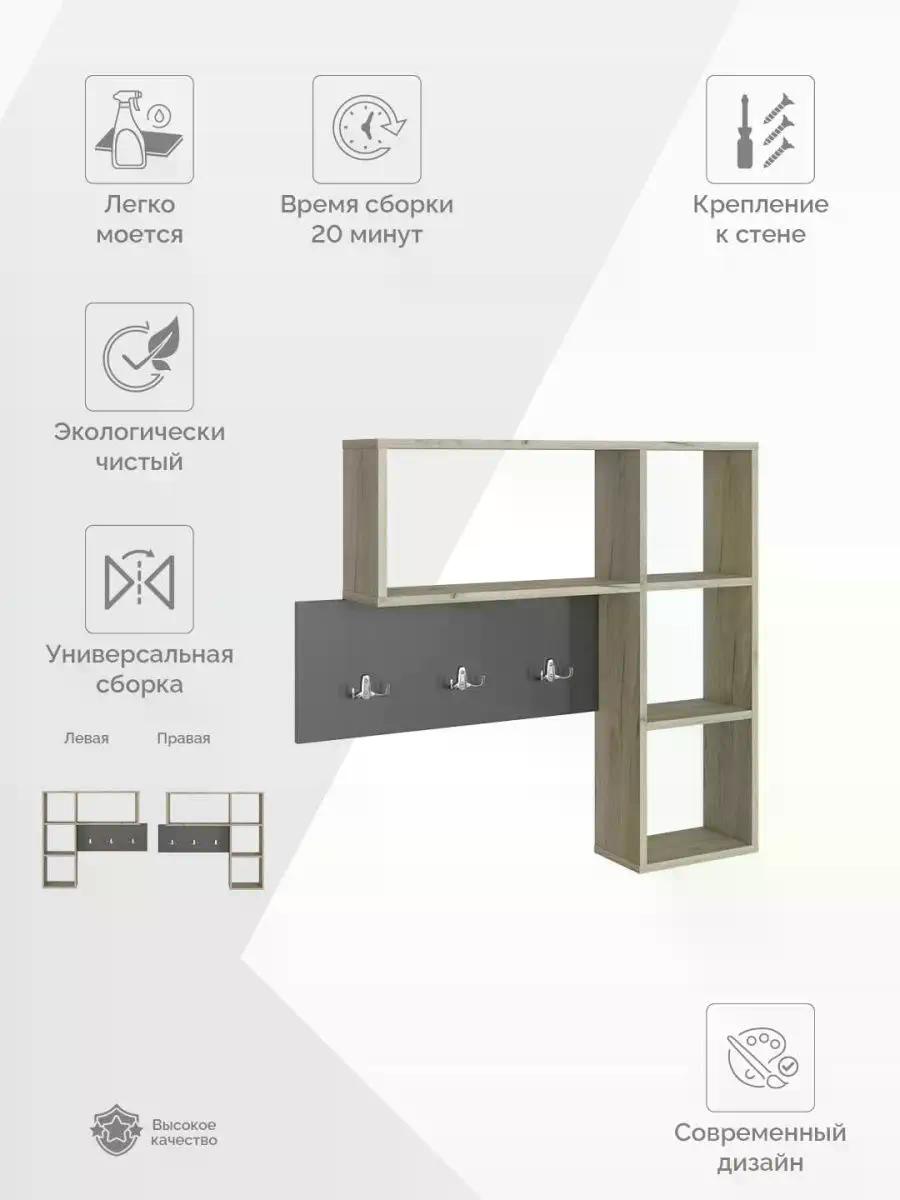 Легко
моется
Время сборки
20 минут
Крепление
к стене
Экологически
чистый
Универсальная
сборка
Левая
Правая
Высокое
качество
Современный
дизайн